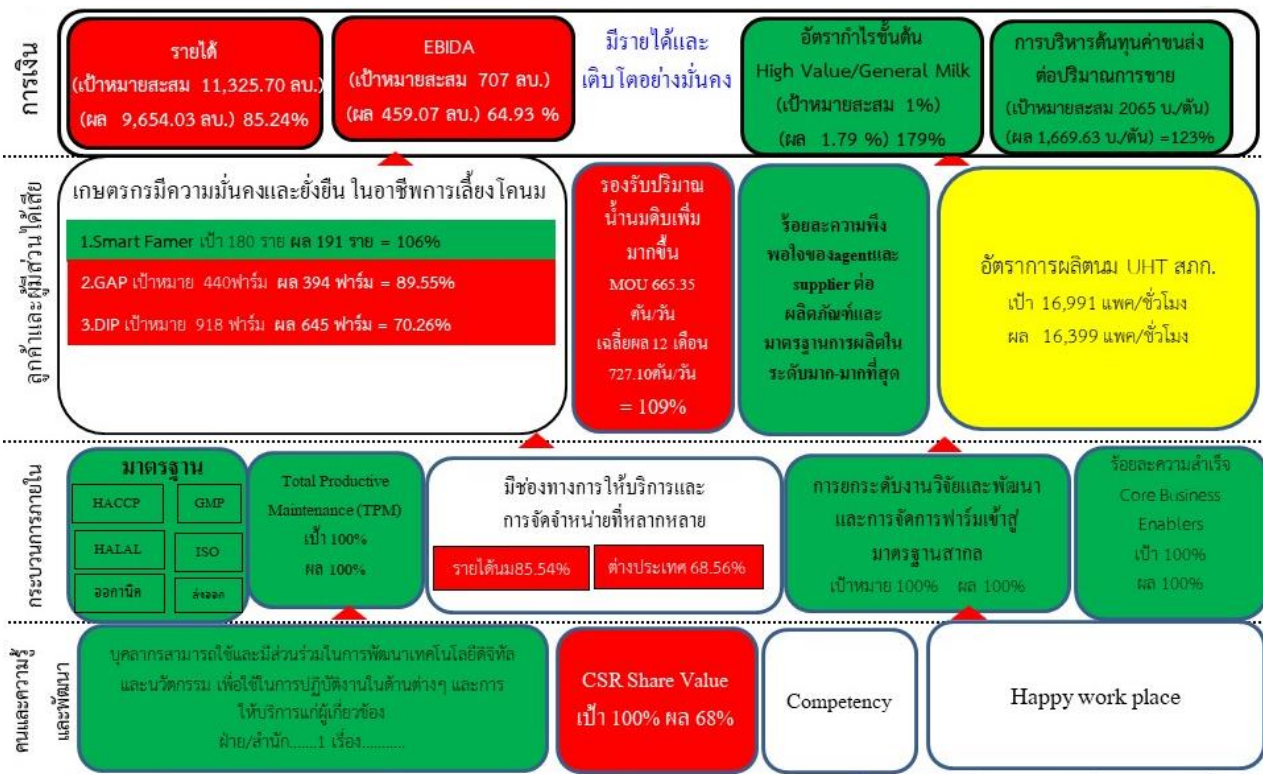 การเงิน
รายได้
(เป้าหมายสะสม 11,325.70 ลบ.)
(ผล 9,654.03 ลบ.) 85.24%
EBIDA
(เป้าหมายสะสม 707 ลบ.)
(ผล 459.07 ลบ.) 64.93 %
มีรายได้และ
เติบโตอย่างมั่นคง
อัตรากำไรขั้นต้น
High Value/General Milk
(เป้าหมายสะสม 1%)
(ผล 1.79 %) 179%
การบริหารต้นทุนค่าขนส่ง
ต่อปริมาณการขาย
(เป้าหมายสะสม 2065 บ./ตัน)
(ผล 1,669.63 บ./ตัน) =123%
ลูกค้าและผู้มีส่วนได้เสีย
เกษตรกรมีความมั่นคงและยั่งยืน ในอาชีพการเลี้ยงโคนม
1.Smart Famer เป้า 180 ราย ผล 191 ราย = 106%
2.GAP เป้าหมาย 440ฟาร์ม ผล 394 ฟาร์ม = 89.55%
3.DIP เป้าหมาย 918 ฟาร์ม ผล 645 ฟาร์ม = 70.26%
รองรับปริมาณ
น้ำนมดิบเพิ่ม
มากขึ้น
MOU 665.35
ตัน/วัน
เฉลี่ยผล 12 เดือน
727.10ตัน/วัน
= 109%
ร้อยละความพึง
พอใจของagentและ
supplier ต่อ
ผลิตภัณฑ์และ
มาตรฐานการผลิตใน
ระดับมาก-มากที่สุด
อัตราการผลิตนม UHT สภก.
เป้า 16,991 แพค/ชั่วโมง
ผล 16,399 แพค/ชั่วโมง
กระบวนการภายใน
มาตรฐาน
HACCP
GMP
HALAL
ISO
ออกานิค
ส่งออก
Total Productive
Maintenance (TPM)
เป้า 100%
ผล 100%
มีช่องทางการให้บริการและ
การจัดจำหน่ายที่หลากหลาย
รายได้นม85.54%
ต่างประเทศ 68.56%
การยกระดับงานวิจัยและพัฒนา
และการจัดการฟาร์มเข้าสู่
มาตรฐานสากล
เป้าหมาย 100% ผล 100%
ร้อยละความสำเร็จ
Core Business
Enablers
เป้า 100%
ผล 100%
คนและความรู้
และพัฒนา
บุคลากรสามารถใช้และมีส่วนร่วมในการพัฒนาเทคโนโลยีดิจิทัล
และนวัตกรรม เพื่อใช้ในการปฏิบัติงานในด้านต่างๆ และการ
ให้บริการแก่ผู้เกี่ยวข้อง
ฝ่าย/สำนัก.......1 เรื่อง...........
CSR Share Value
เป้า 100% ผล 68%
Competency
Happy work place